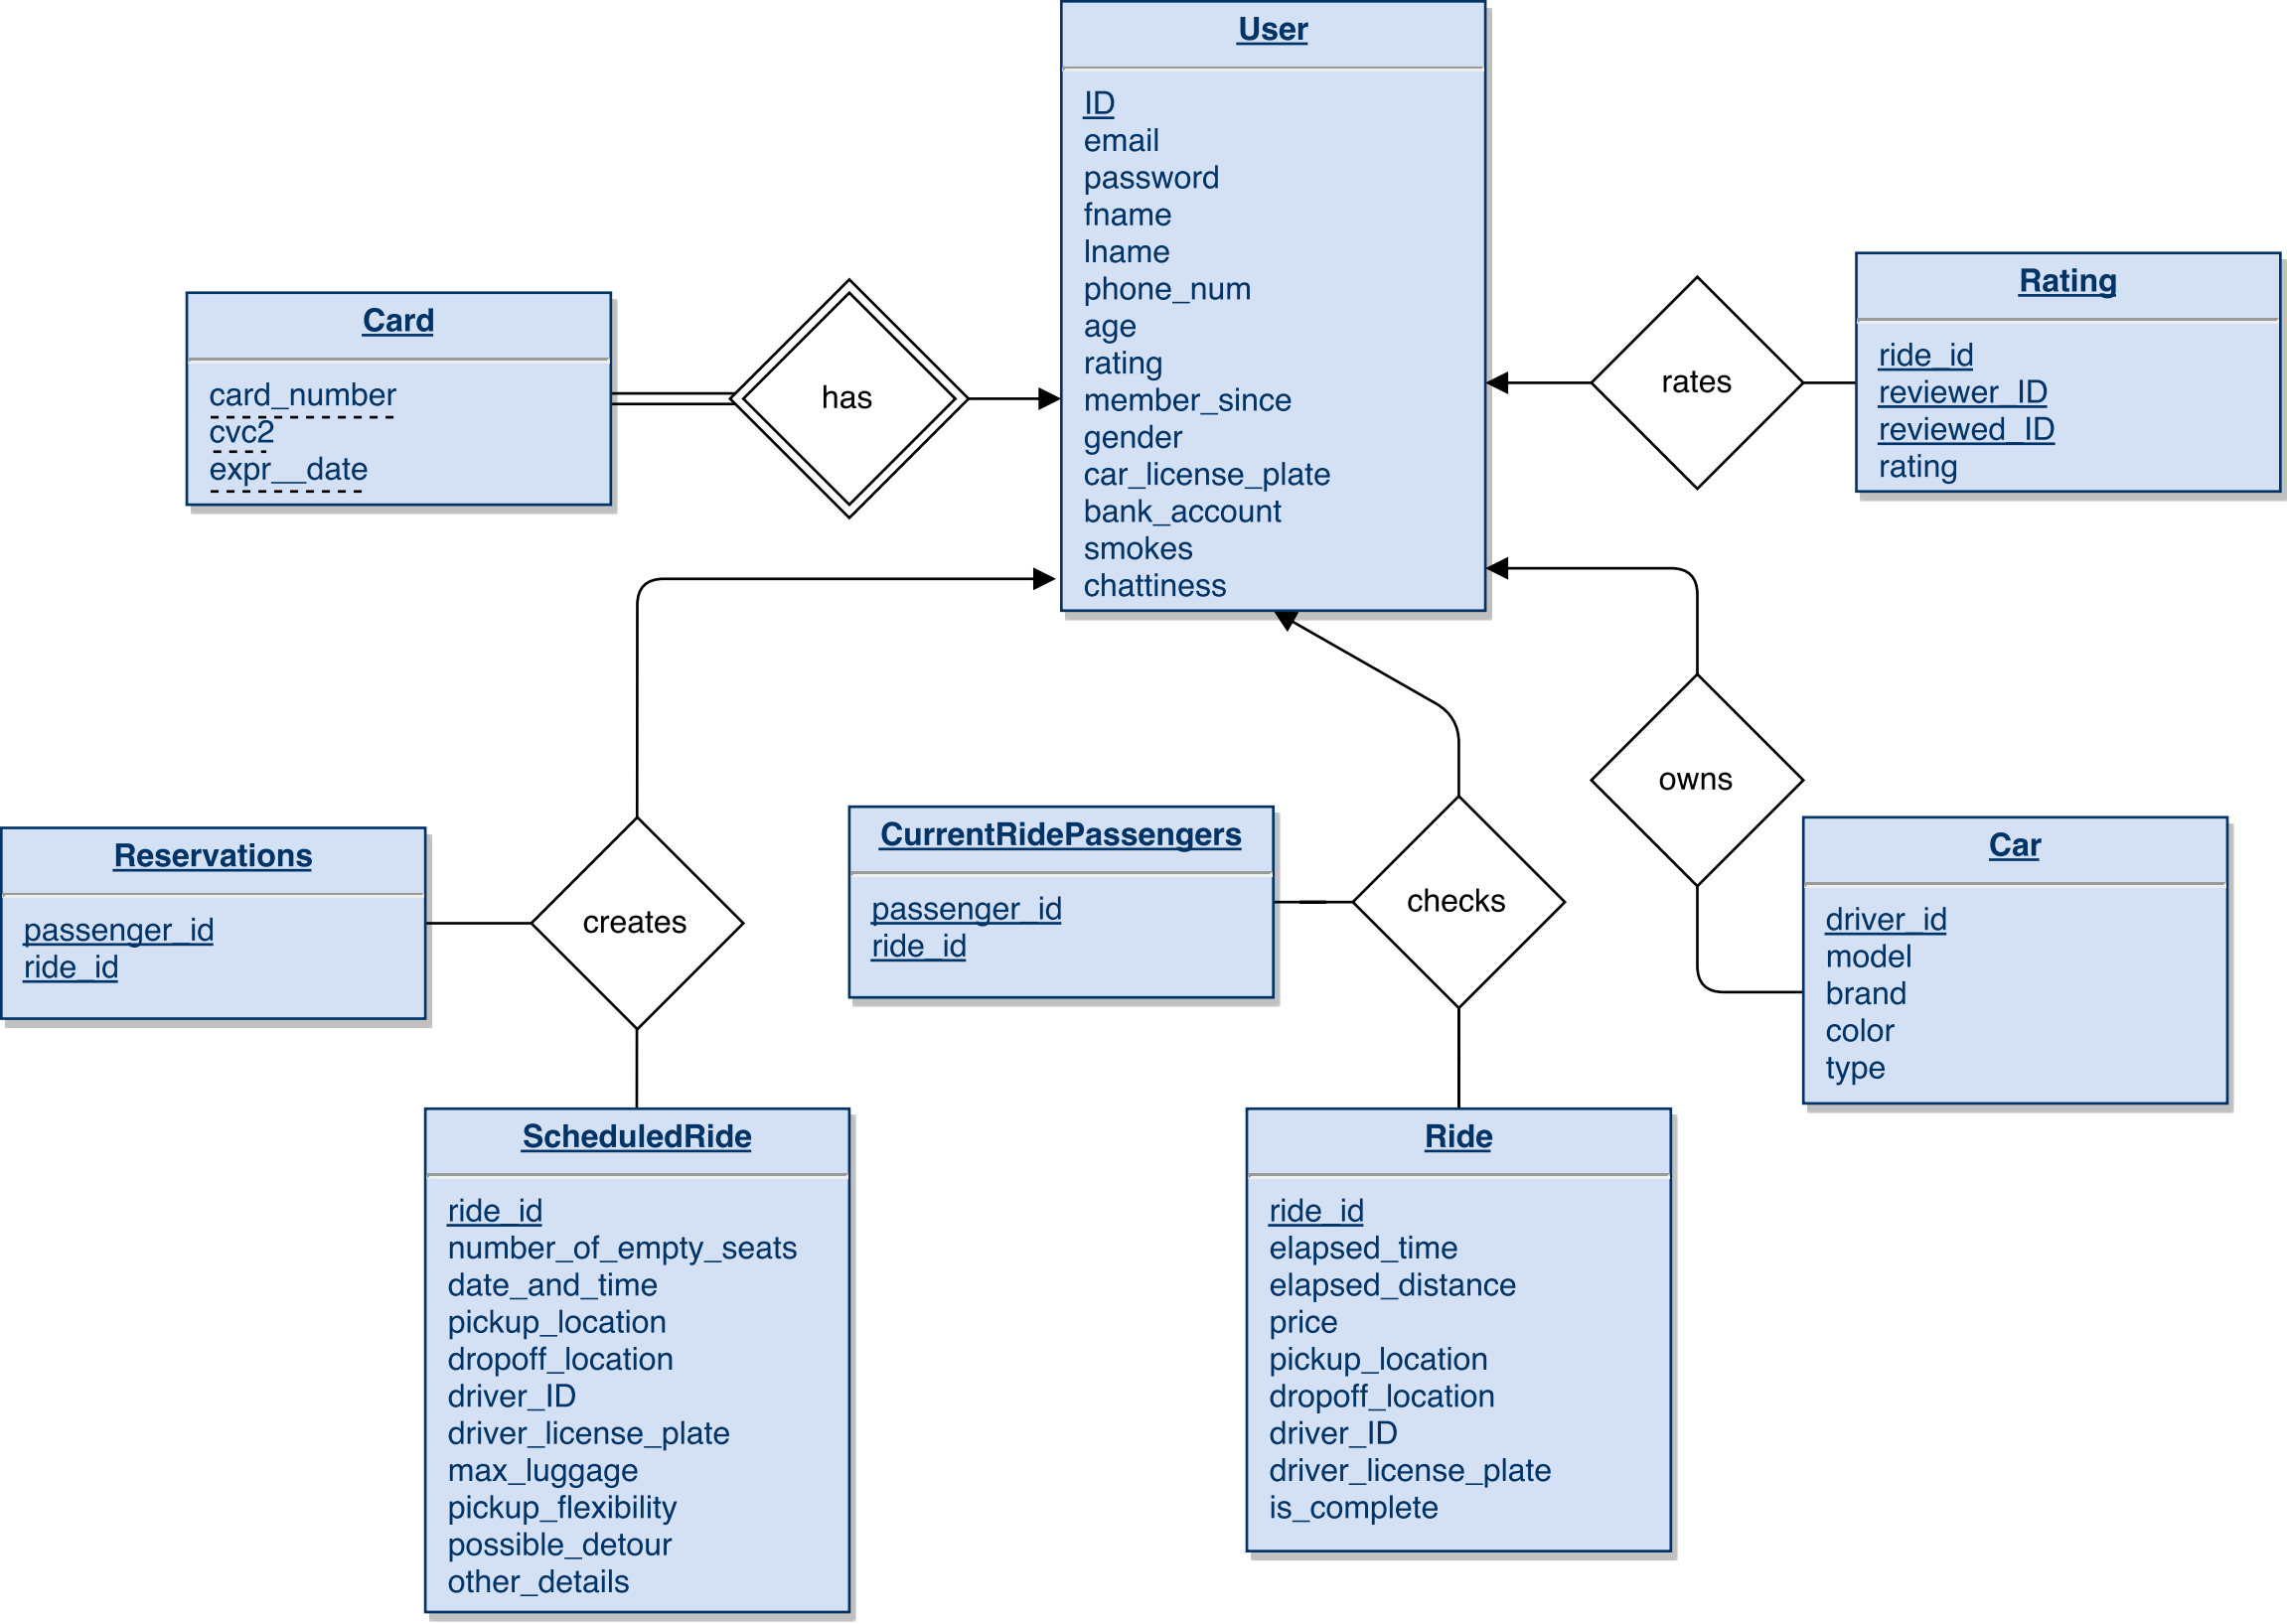 User
ID
email
password
fname
lname
phone_num
age
rating
member_since
gender
car_license_plate
bank_account
smokes
chattiness
Card
card_number
cvc2
expr__date
has
rates
Rating
ride_id
reviewer_ID
reviewed_ID
rating
Reservations
passenger_id
ride_id
creates
CurrentRidePassengers
passenger_id
ride_id
checks
owns
Car
driver_id
model
brand
color
type
ScheduledRide
ride_id
number_of_empty_seats
date_and_time
pickup_location
dropoff_location
driver_ID
driver_license_plate
max_luggage
pickup_flexibility
possible_detour
other_details
Ride
ride_id
elapsed_time
elapsed_distance
price
pickup_location
dropoff_location
driver_ID
driver_license_plate
is_complete